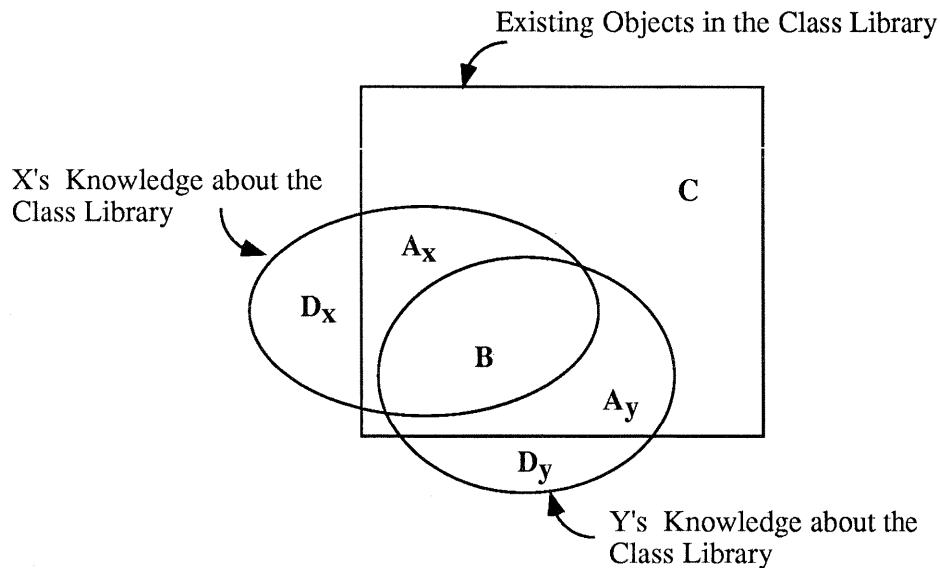 Existing Objects in the Class Library
X's Knowledge about the
Class Library
C
Ax
Dx
B
Ay
Dy
Y's Knowledge about the
Class Library